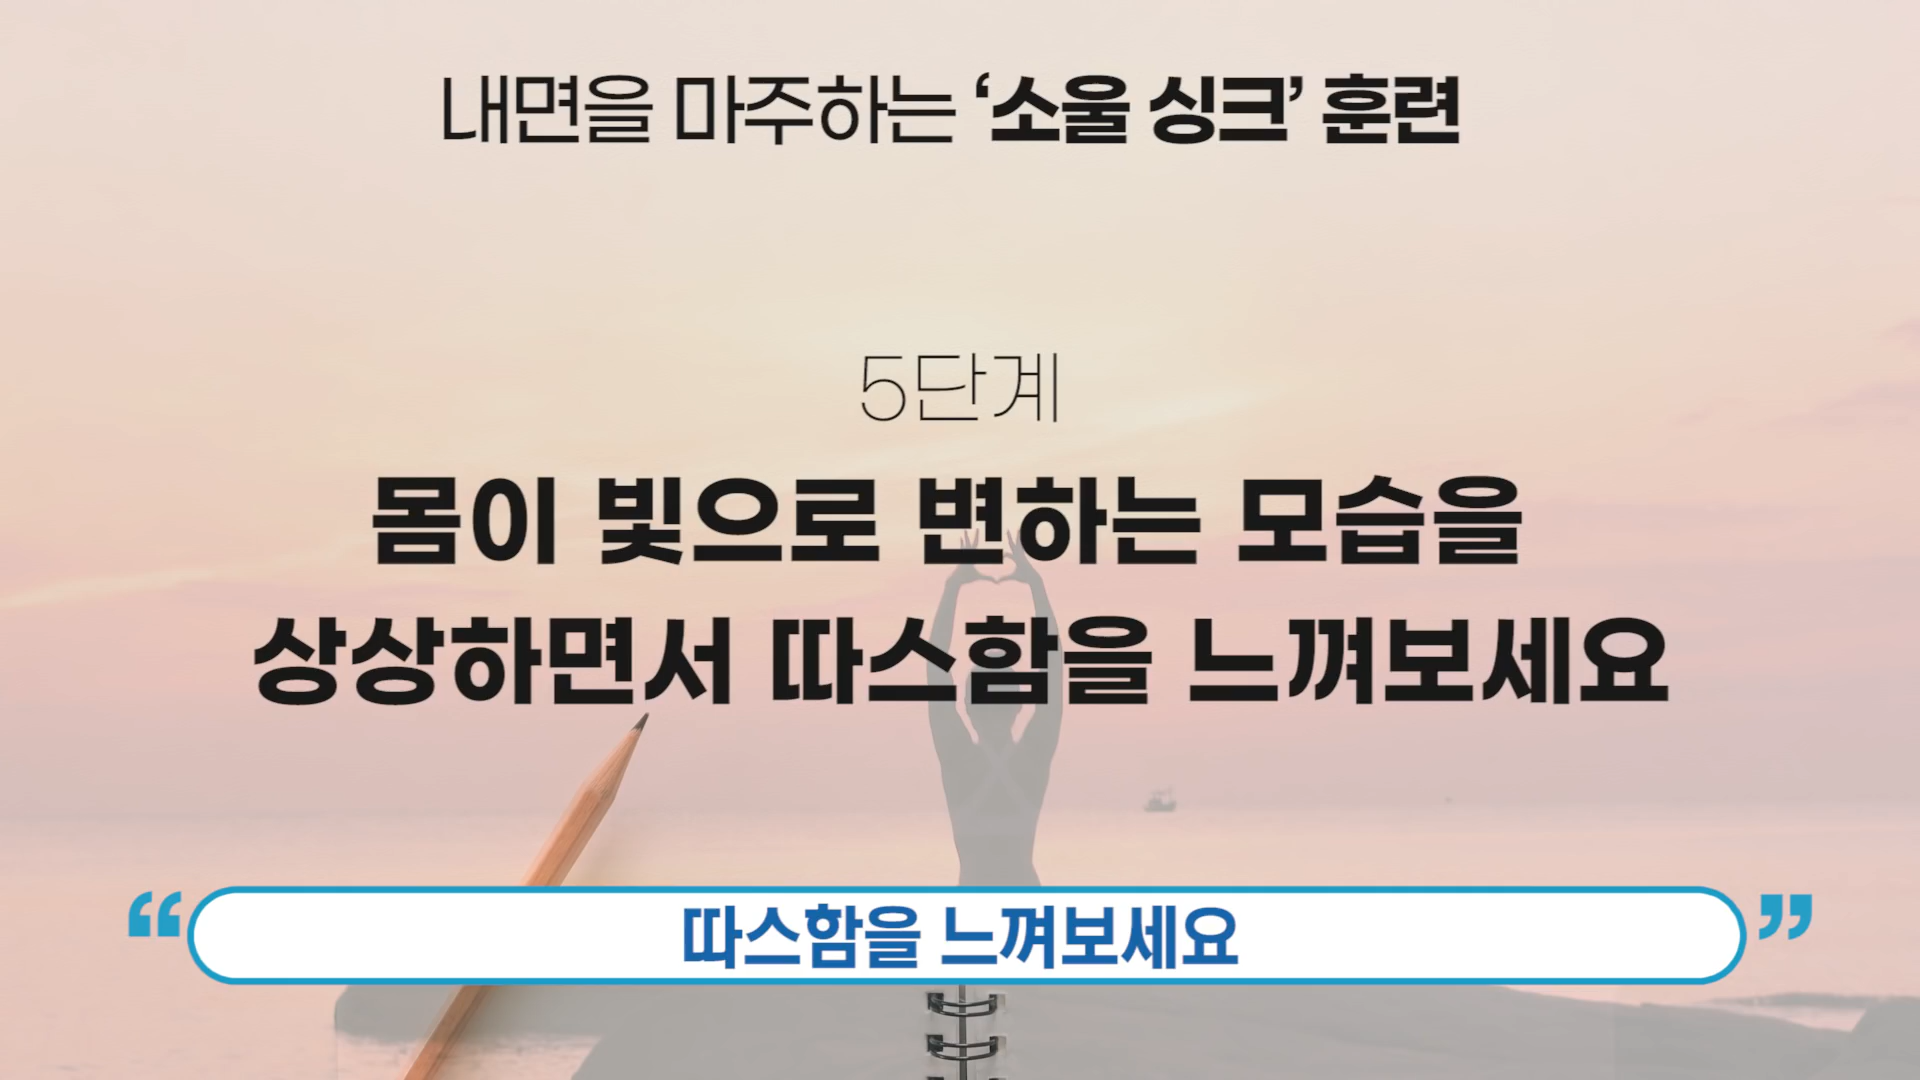 내면을 마주하는 ‘소울 싱크’ 훈련
5단계
몸이 빛으로 변하는 모습을
상상하면서 따스함을 느껴보세요
“ 따스함을 느껴보세요 ”